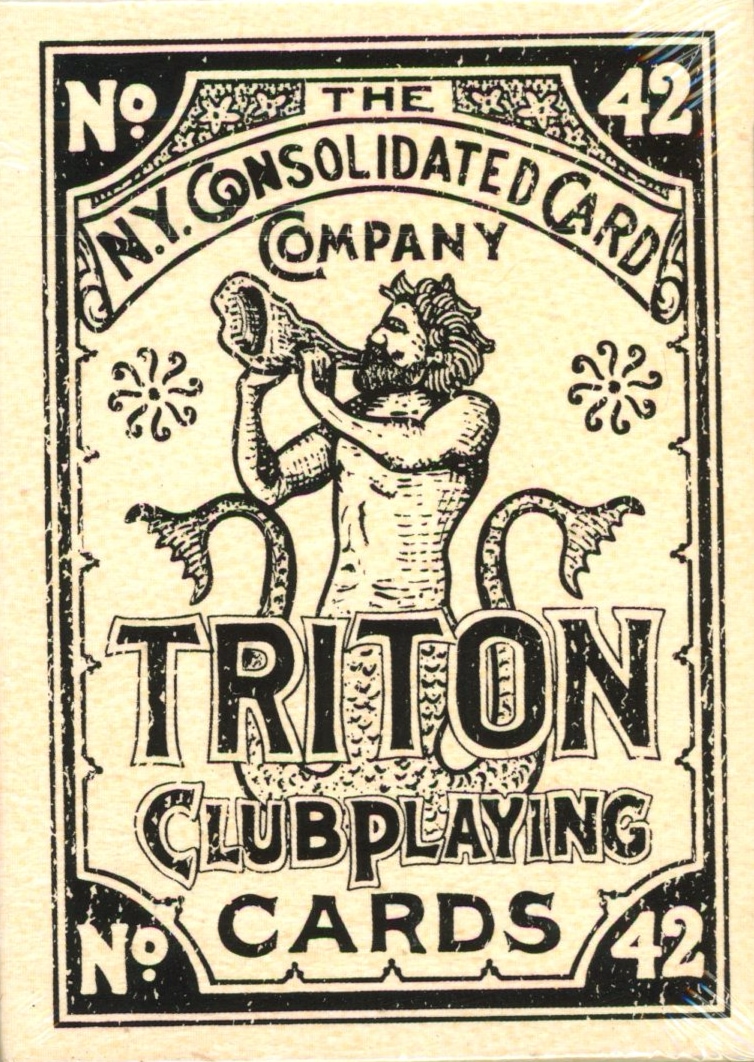 No 42
THE
N.Y. CONSOLIDATED CARD
COMPANY
TRITON
CLUB PLAYING
CARDS
No 42